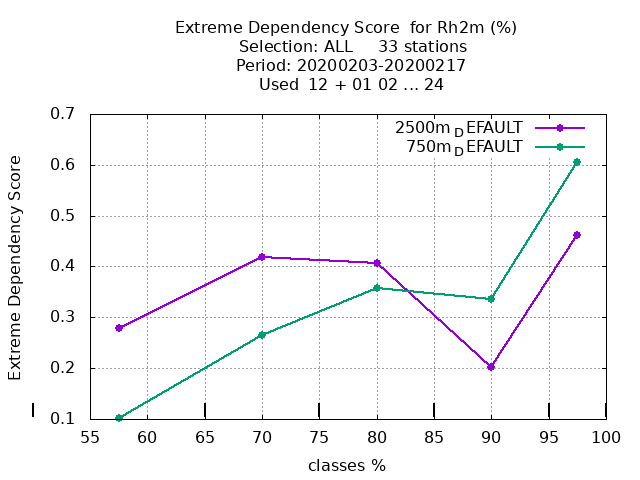 Extreme Dependency Score  for Rh2m (%)
Selection: ALL     33 stations
Period: 20200203-20200217
Used  12 + 01 02 ... 24
2500m_DEFAULT
750m_DEFAULT
Extreme Dependency Score
0.7
0.6
0.5
0.4
0.3
0.2
0.1
55 60 65 70 75 80 85 90 95 100
classes %